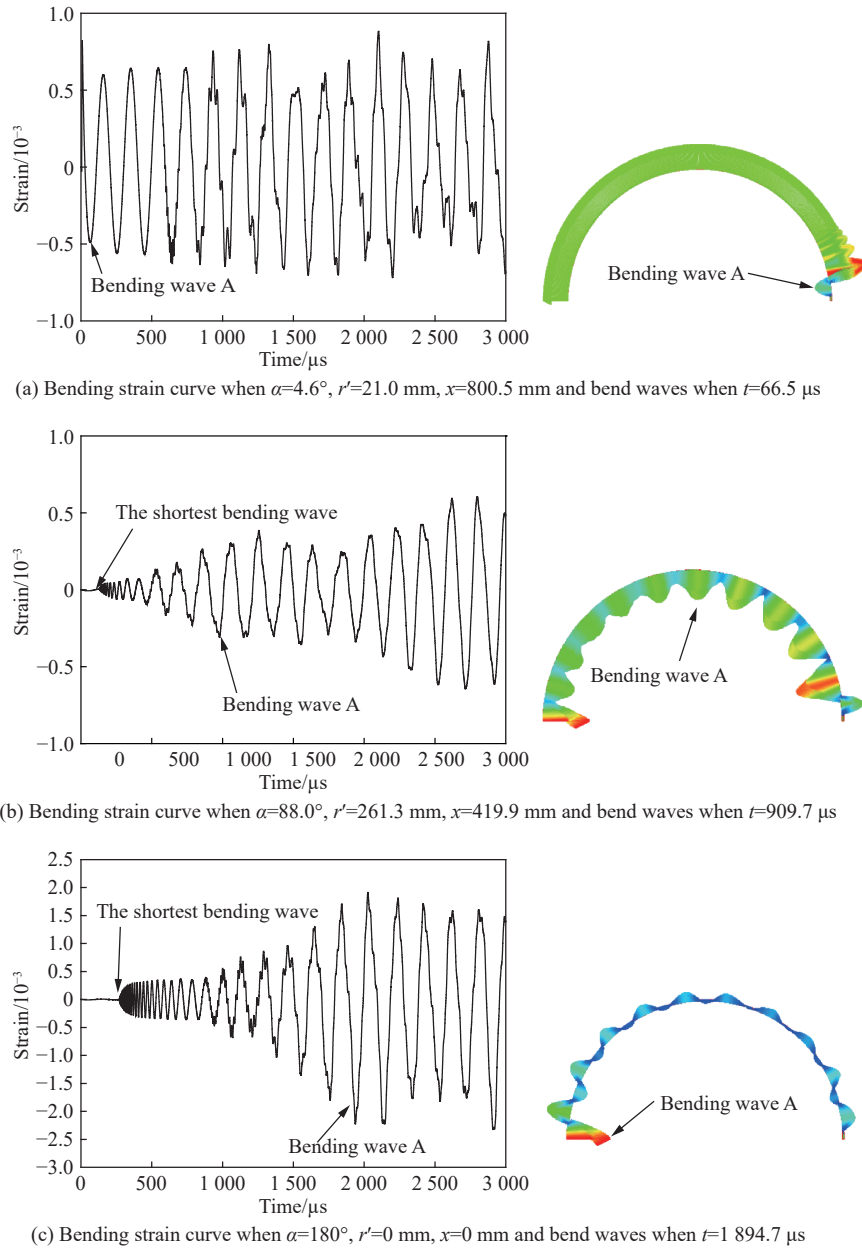 1.0
0.5
0
−0.5
−1.0
Strain/10⁻³
Bending wave A
0 500 1 000 1 500 2 000 2 500 3 000
Time/μs
Bending wave A
(a) Bending strain curve when α=4.6°, r′=21.0 mm, x=800.5 mm and bend waves when t=66.5 μs
1.0
0.5
0
−0.5
−1.0
Strain/10⁻³
The shortest bending wave
Bending wave A
0 500 1 000 1 500 2 000 2 500 3 000
Time/μs
Bending wave A
(b) Bending strain curve when α=88.0°, r′=261.3 mm, x=419.9 mm and bend waves when t=909.7 μs
2.5
2.0
1.5
1.0
0.5
0
−0.5
−1.0
−1.5
−2.0
−2.5
−3.0
Strain/10⁻³
The shortest bending wave
Bending wave A
0 500 1 000 1 500 2 000 2 500 3 000
Time/μs
Bending wave A
(c) Bending strain curve when α=180°, r′=0 mm, x=0 mm and bend waves when t=1 894.7 μs